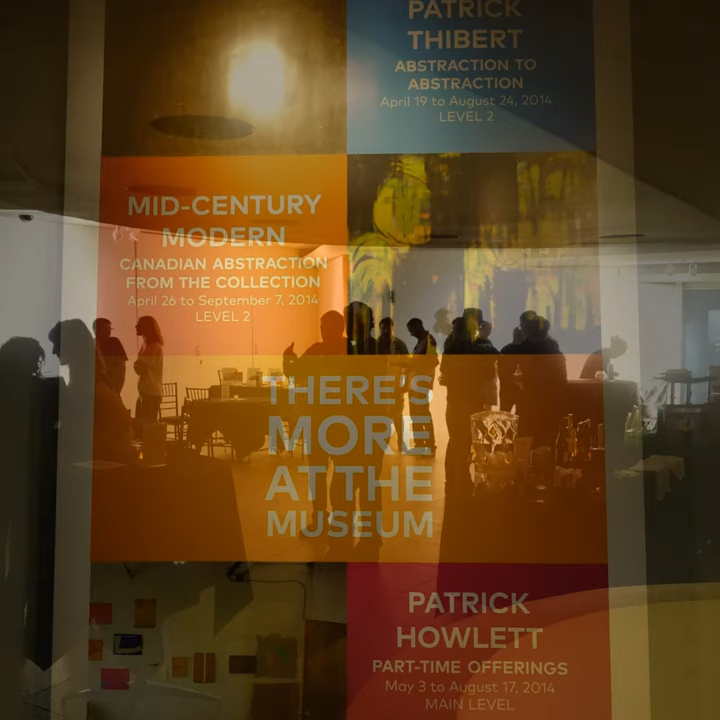 PATRICK
THIBERT
ABSTRACTION TO
ABSTRACTION
April 19 to August 24, 2014
LEVEL 2
MID-CENTURY
MODERN
CANADIAN ABSTRACTION
FROM THE COLLECTION
April 26 to September 7, 2014
LEVEL 2
THERE'S
MORE
AT THE
MUSEUM
PATRICK
HOWLETT
PART-TIME OFFERINGS
May 3 to August 17, 2014
MAIN LEVEL